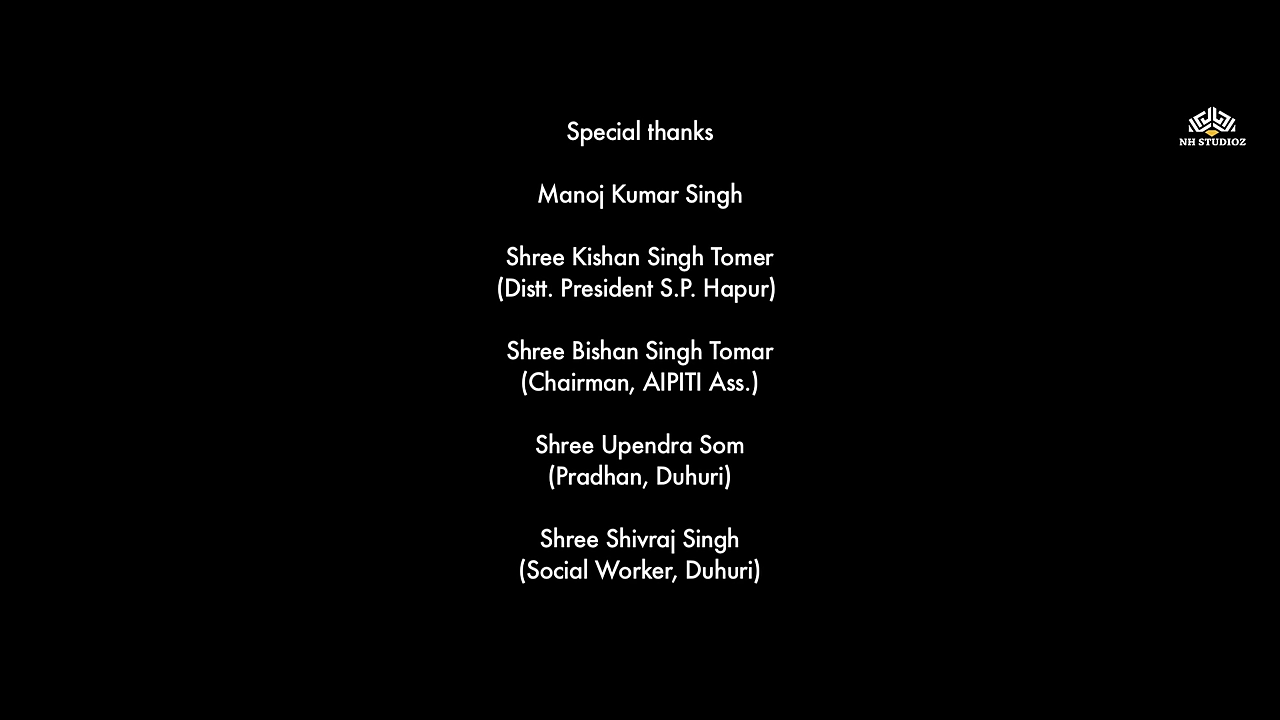 Special thanks
NH STUDIOZ
Manoj Kumar Singh
Shree Kishan Singh Tomer
(Distt. President S.P. Hapur)
Shree Bishan Singh Tomar
(Chairman, AIPITI Ass.)
Shree Upendra Som
(Pradhan, Duhuri)
Shree Shivraj Singh
(Social Worker, Duhuri)